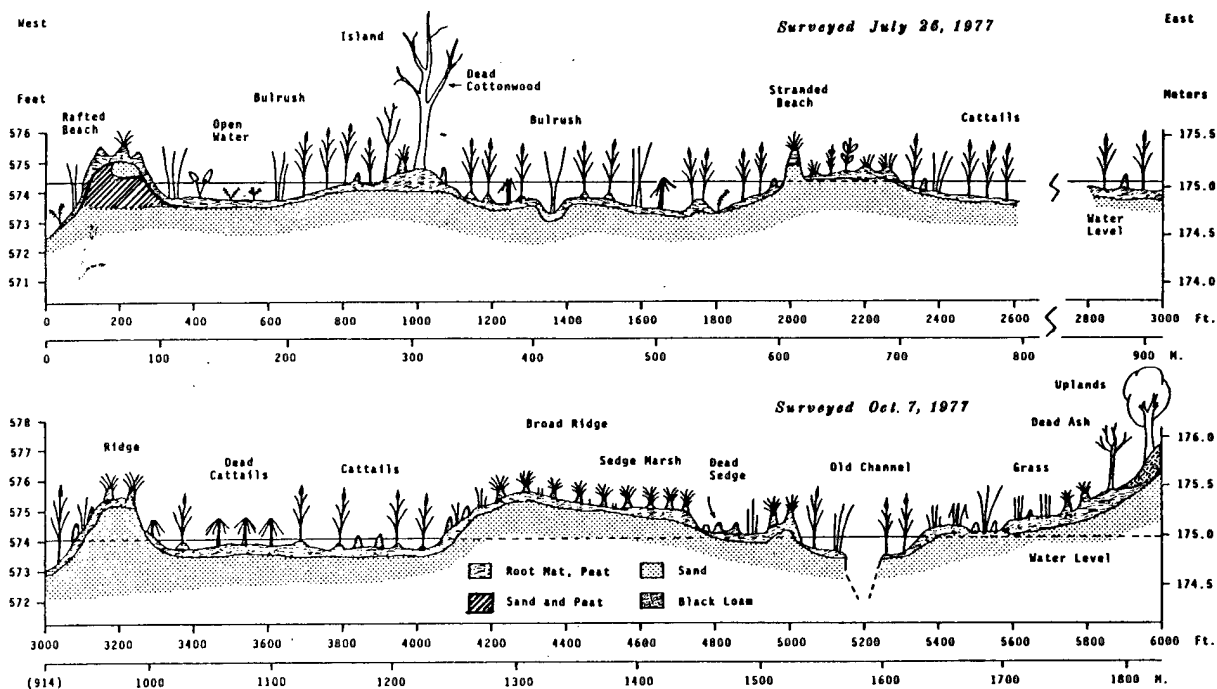 West
East
Surveyed July 26, 1977
Island
Dead
Cottonwood
Feet
Meters
Rafted
Beach
Bulrush
Open
Water
Bulrush
Stranded
Beach
Cattails
576
575
574
573
572
571
175.5
175.0
174.5
174.0
Water
Level
0 200 400 600 800 1000 1200 1400 1600 1800 2000 2200 2400 2600 2800 3000 Ft.
0 100 200 300 400 500 600 700 800 900 M.
Uplands
Surveyed Oct. 7, 1977
Dead Ash
Broad Ridge
Ridge
Dead
Cattails
Cattails
Sedge Marsh
Dead
Sedge
Old Channel
Grass
578
577
576
575
574
573
572
176.0
175.5
175.0
174.5
Water Level
Root Mat, Peat
Sand
Sand and Peat
Black Loam
3000 3200 3400 3600 3800 4000 4200 4400 4600 4800 5000 5200 5400 5600 5800 6000 Ft.
(914) 1000 1100 1200 1300 1400 1500 1600 1700 1800 M.